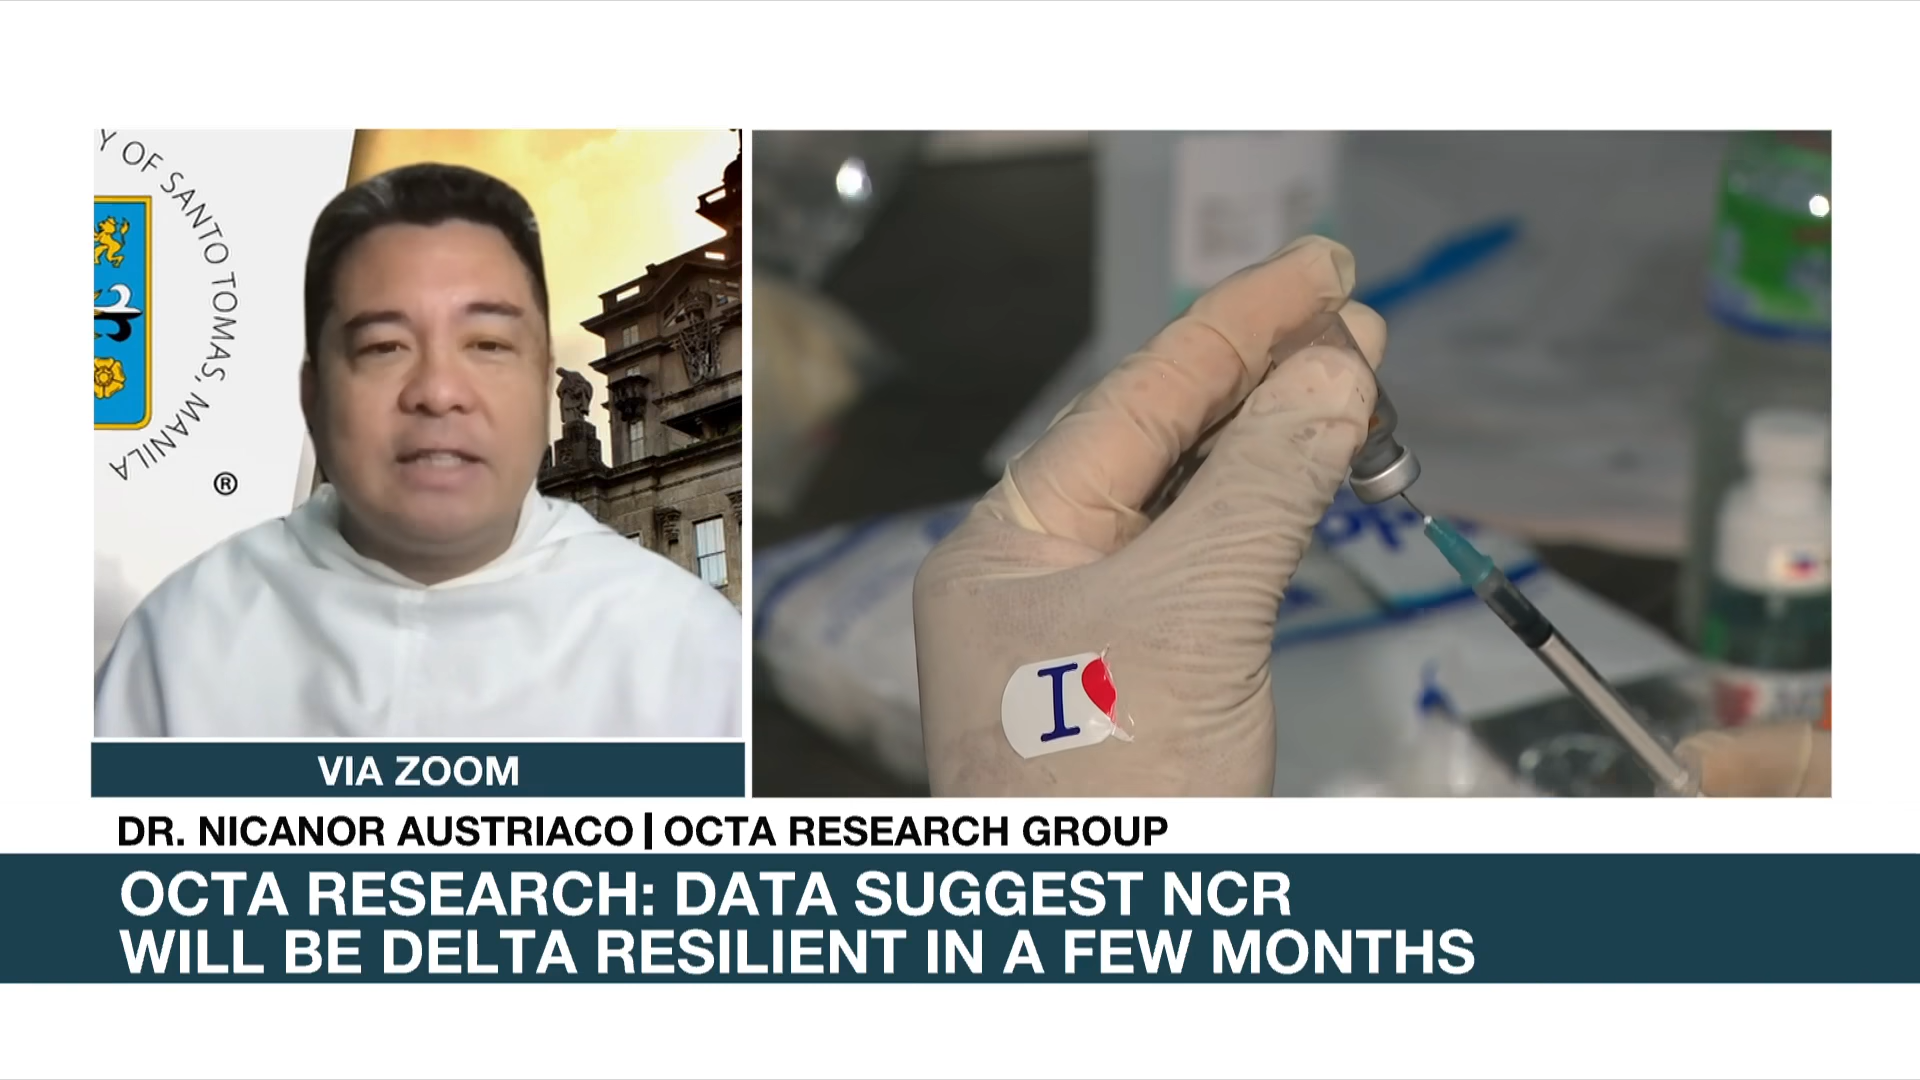 Y OF SANTO TOMAS, MANILA
®
I
VIA ZOOM
DR. NICANOR AUSTRIACO | OCTA RESEARCH GROUP
OCTA RESEARCH: DATA SUGGEST NCR
WILL BE DELTA RESILIENT IN A FEW MONTHS